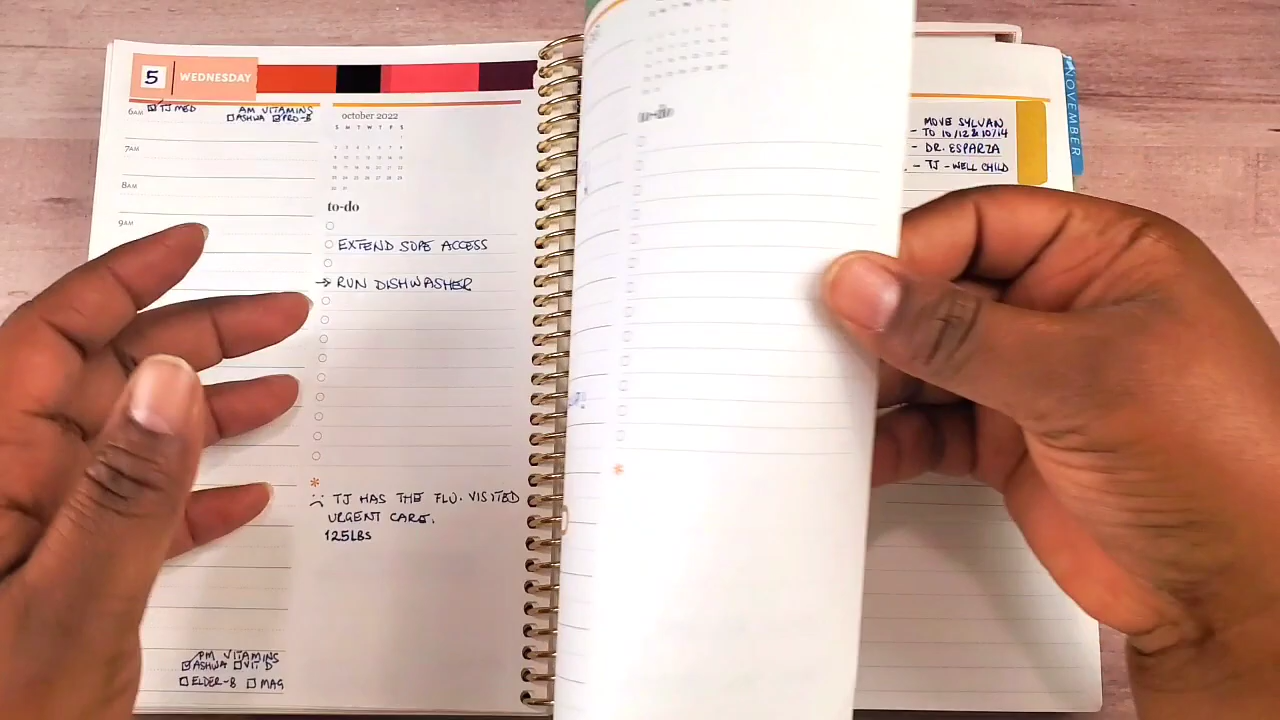 5 WEDNESDAY
6AM TJ MED
AM VITAMINS
ASHWA PRO-B
7AM
8AM
9AM
october 2022
S M T W T F S
to-do
EXTEND SUPE ACCESS
→ RUN DISHWASHER
*
:( TJ HAS THE FLU. VISITED
URGENT CARE.
125LBS
PM VITAMINS
ASHWA VIT D
ELDER-B MAG
to-do
*
MOVE SYLVAN
- TO 10/12 & 10/14
- DR. ESPARZA
- TJ - WELL CHILD
NOVEMBER